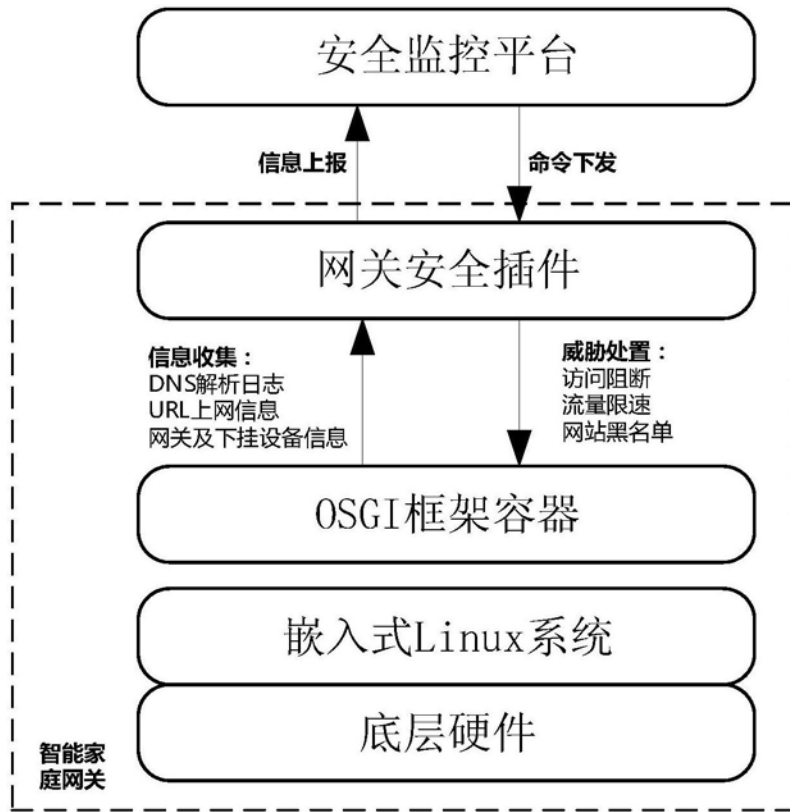 安全监控平台
信息上报
命令下发
网关安全插件
信息收集：
DNS解析日志
URL上网信息
网关及下挂设备信息
威胁处置：
访问阻断
流量限速
网站黑名单
OSGI框架容器
嵌入式Linux系统
底层硬件
智能家
庭网关